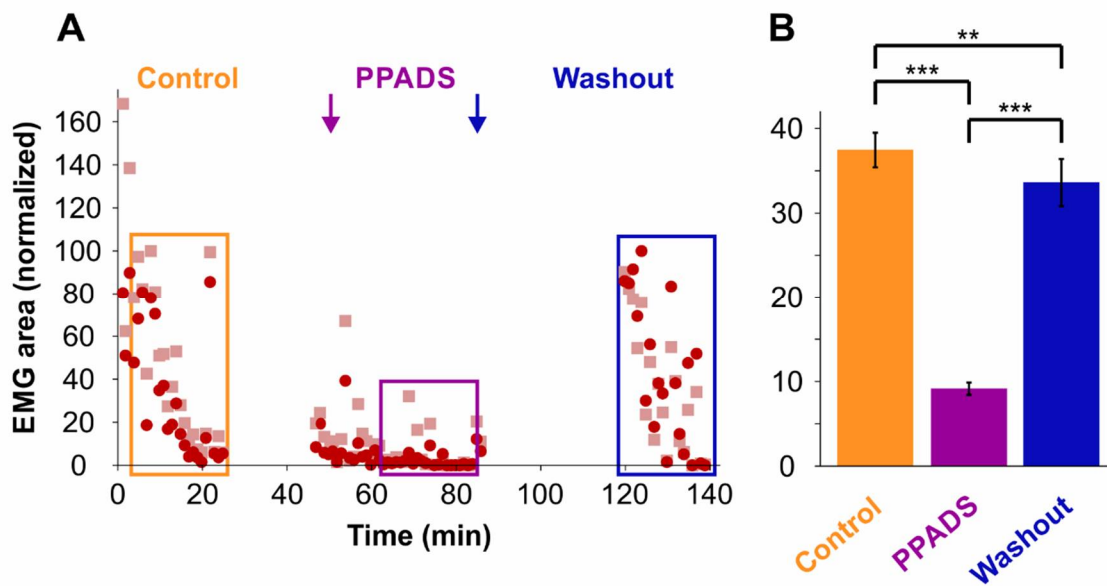 A
Control PPADS Washout
EMG area (normalized)
160
140
120
100
80
60
40
20
0
0 20 40 60 80 100 120 140
Time (min)
B
**
***
***
40
30
20
10
0
Control
PPADS
Washout